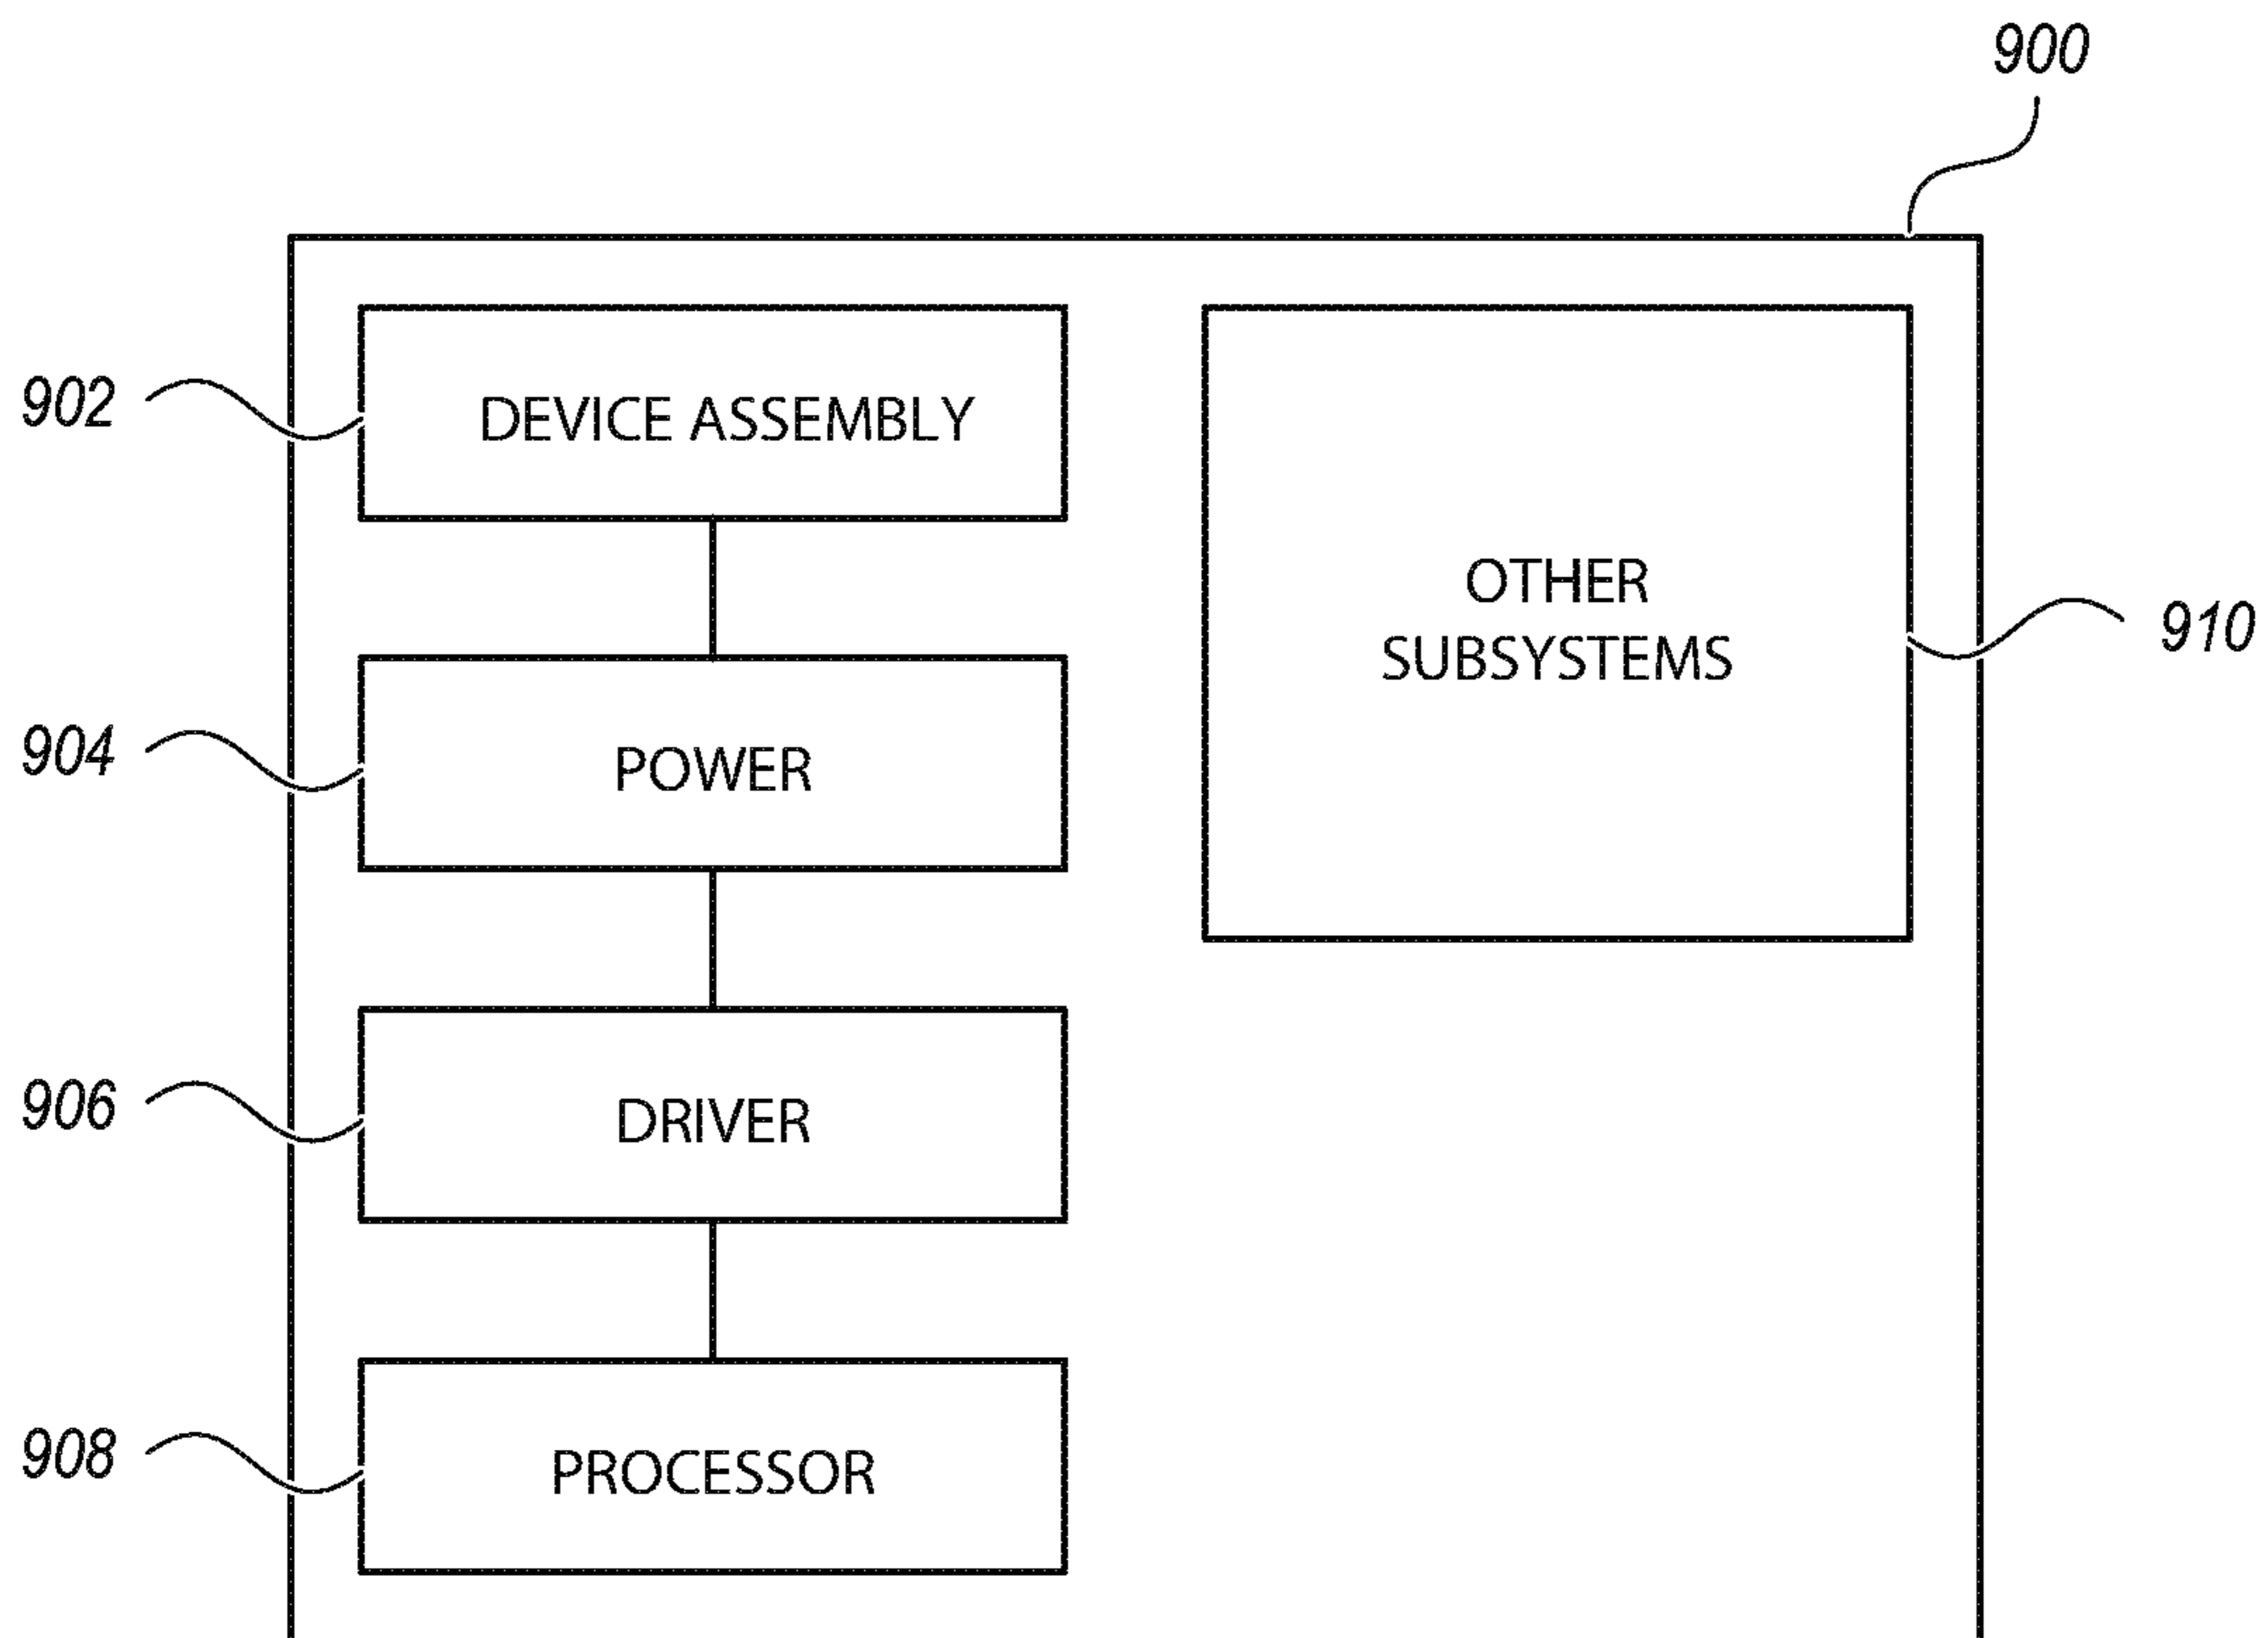 900
902
DEVICE ASSEMBLY
OTHER
SUBSYSTEMS
910
904
POWER
906
DRIVER
908
PROCESSOR